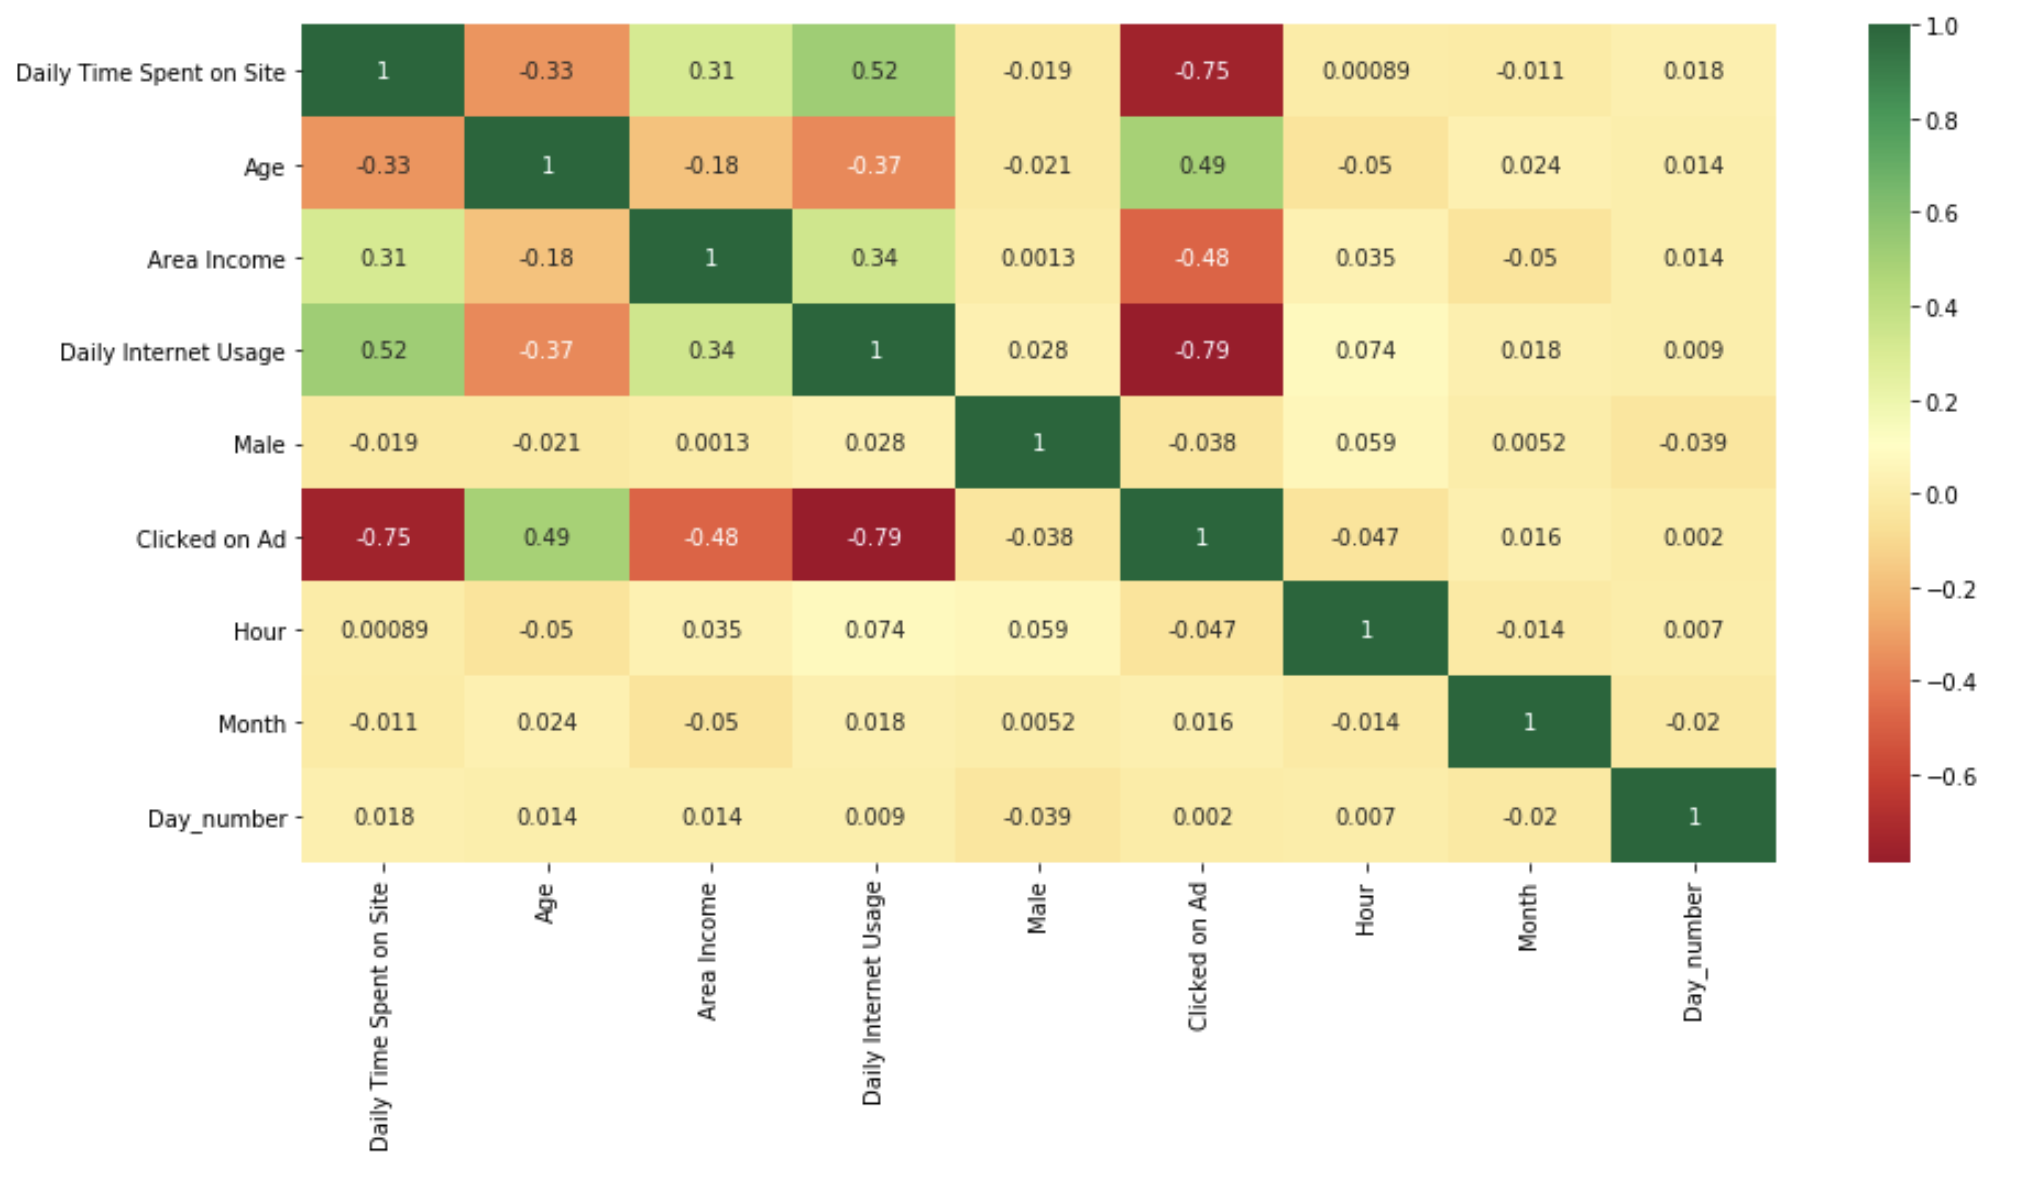 Daily Time Spent on Site 1 -0.33 0.31 0.52 -0.019 -0.75 0.00089 -0.011 0.018
Age -0.33 1 -0.18 -0.37 -0.021 0.49 -0.05 0.024 0.014
Area Income 0.31 -0.18 1 0.34 0.0013 -0.48 0.035 -0.05 0.014
Daily Internet Usage 0.52 -0.37 0.34 1 0.028 -0.79 0.074 0.018 0.009
Male -0.019 -0.021 0.0013 0.028 1 -0.038 0.059 0.0052 -0.039
Clicked on Ad -0.75 0.49 -0.48 -0.79 -0.038 1 -0.047 0.016 0.002
Hour 0.00089 -0.05 0.035 0.074 0.059 -0.047 1 -0.014 0.007
Month -0.011 0.024 -0.05 0.018 0.0052 0.016 -0.014 1 -0.02
Day_number 0.018 0.014 0.014 0.009 -0.039 0.002 0.007 -0.02 1
Daily Time Spent on Site
Age
Area Income
Daily Internet Usage
Male
Clicked on Ad
Hour
Month
Day_number
1.0
0.8
0.6
0.4
0.2
0.0
−0.2
−0.4
−0.6